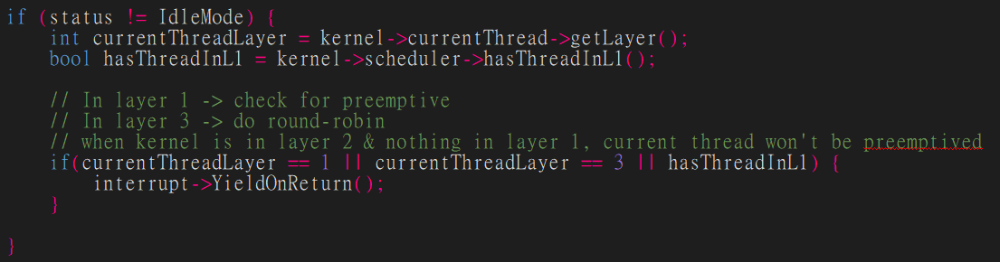 if (status != IdleMode) {
    int currentThreadLayer = kernel->currentThread->getLayer();
    bool hasThreadInL1 = kernel->scheduler->hasThreadInL1();

    // In layer 1 -> check for preemptive
    // In layer 3 -> do round-robin
    // when kernel is in layer 2 & nothing in layer 1, current thread won't be preemptived
    if(currentThreadLayer == 1 || currentThreadLayer == 3 || hasThreadInL1) {
        interrupt->YieldOnReturn();
    }

}